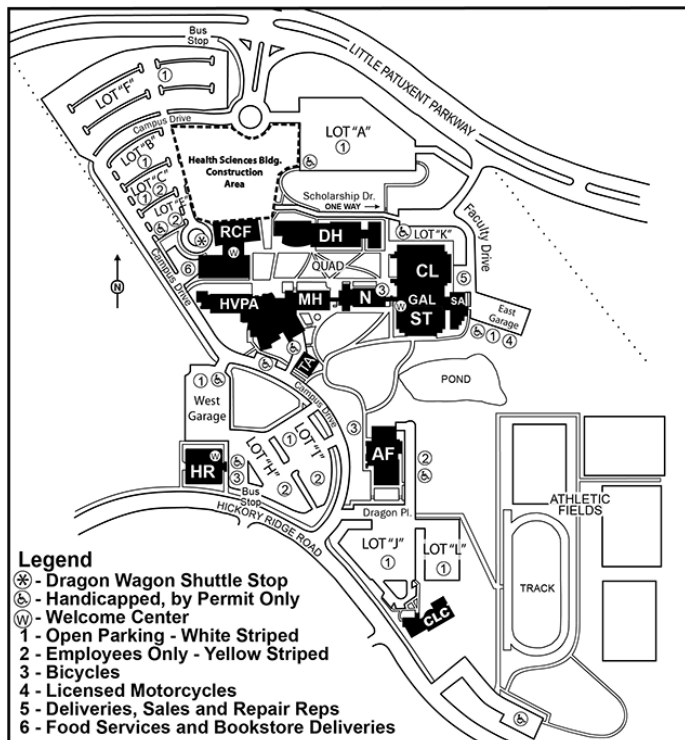 Bus
Stop
LITTLE PATUXENT PARKWAY
LOT "F"
1
Campus Drive
LOT "A"
1
LOT "B"
1
Health Sciences Bldg.
Construction
Area
LOT "C"
1 2
LOT "E"
2
Scholarship Dr.
ONE WAY
Faculty Drive
RCF
W
DH
LOT "K"
6
QUAD
CL
5
N
Campus Drive
HVPA
MH
N
3
W
GAL
ST
SA
East
Garage
1 4
TA
POND
1
West
Garage
Campus Drive
LOT "H"
1
LOT "I"
2
2
3
AF
2
HR
W
3
Bus
Stop
HICKORY RIDGE ROAD
Dragon Pl.
ATHLETIC
FIELDS
LOT "J"
1
LOT "L"
1
TRACK
CLC
Legend
- Dragon Wagon Shuttle Stop
- Handicapped, by Permit Only
W - Welcome Center
1 - Open Parking - White Striped
2 - Employees Only - Yellow Striped
3 - Bicycles
4 - Licensed Motorcycles
5 - Deliveries, Sales and Repair Reps
6 - Food Services and Bookstore Deliveries